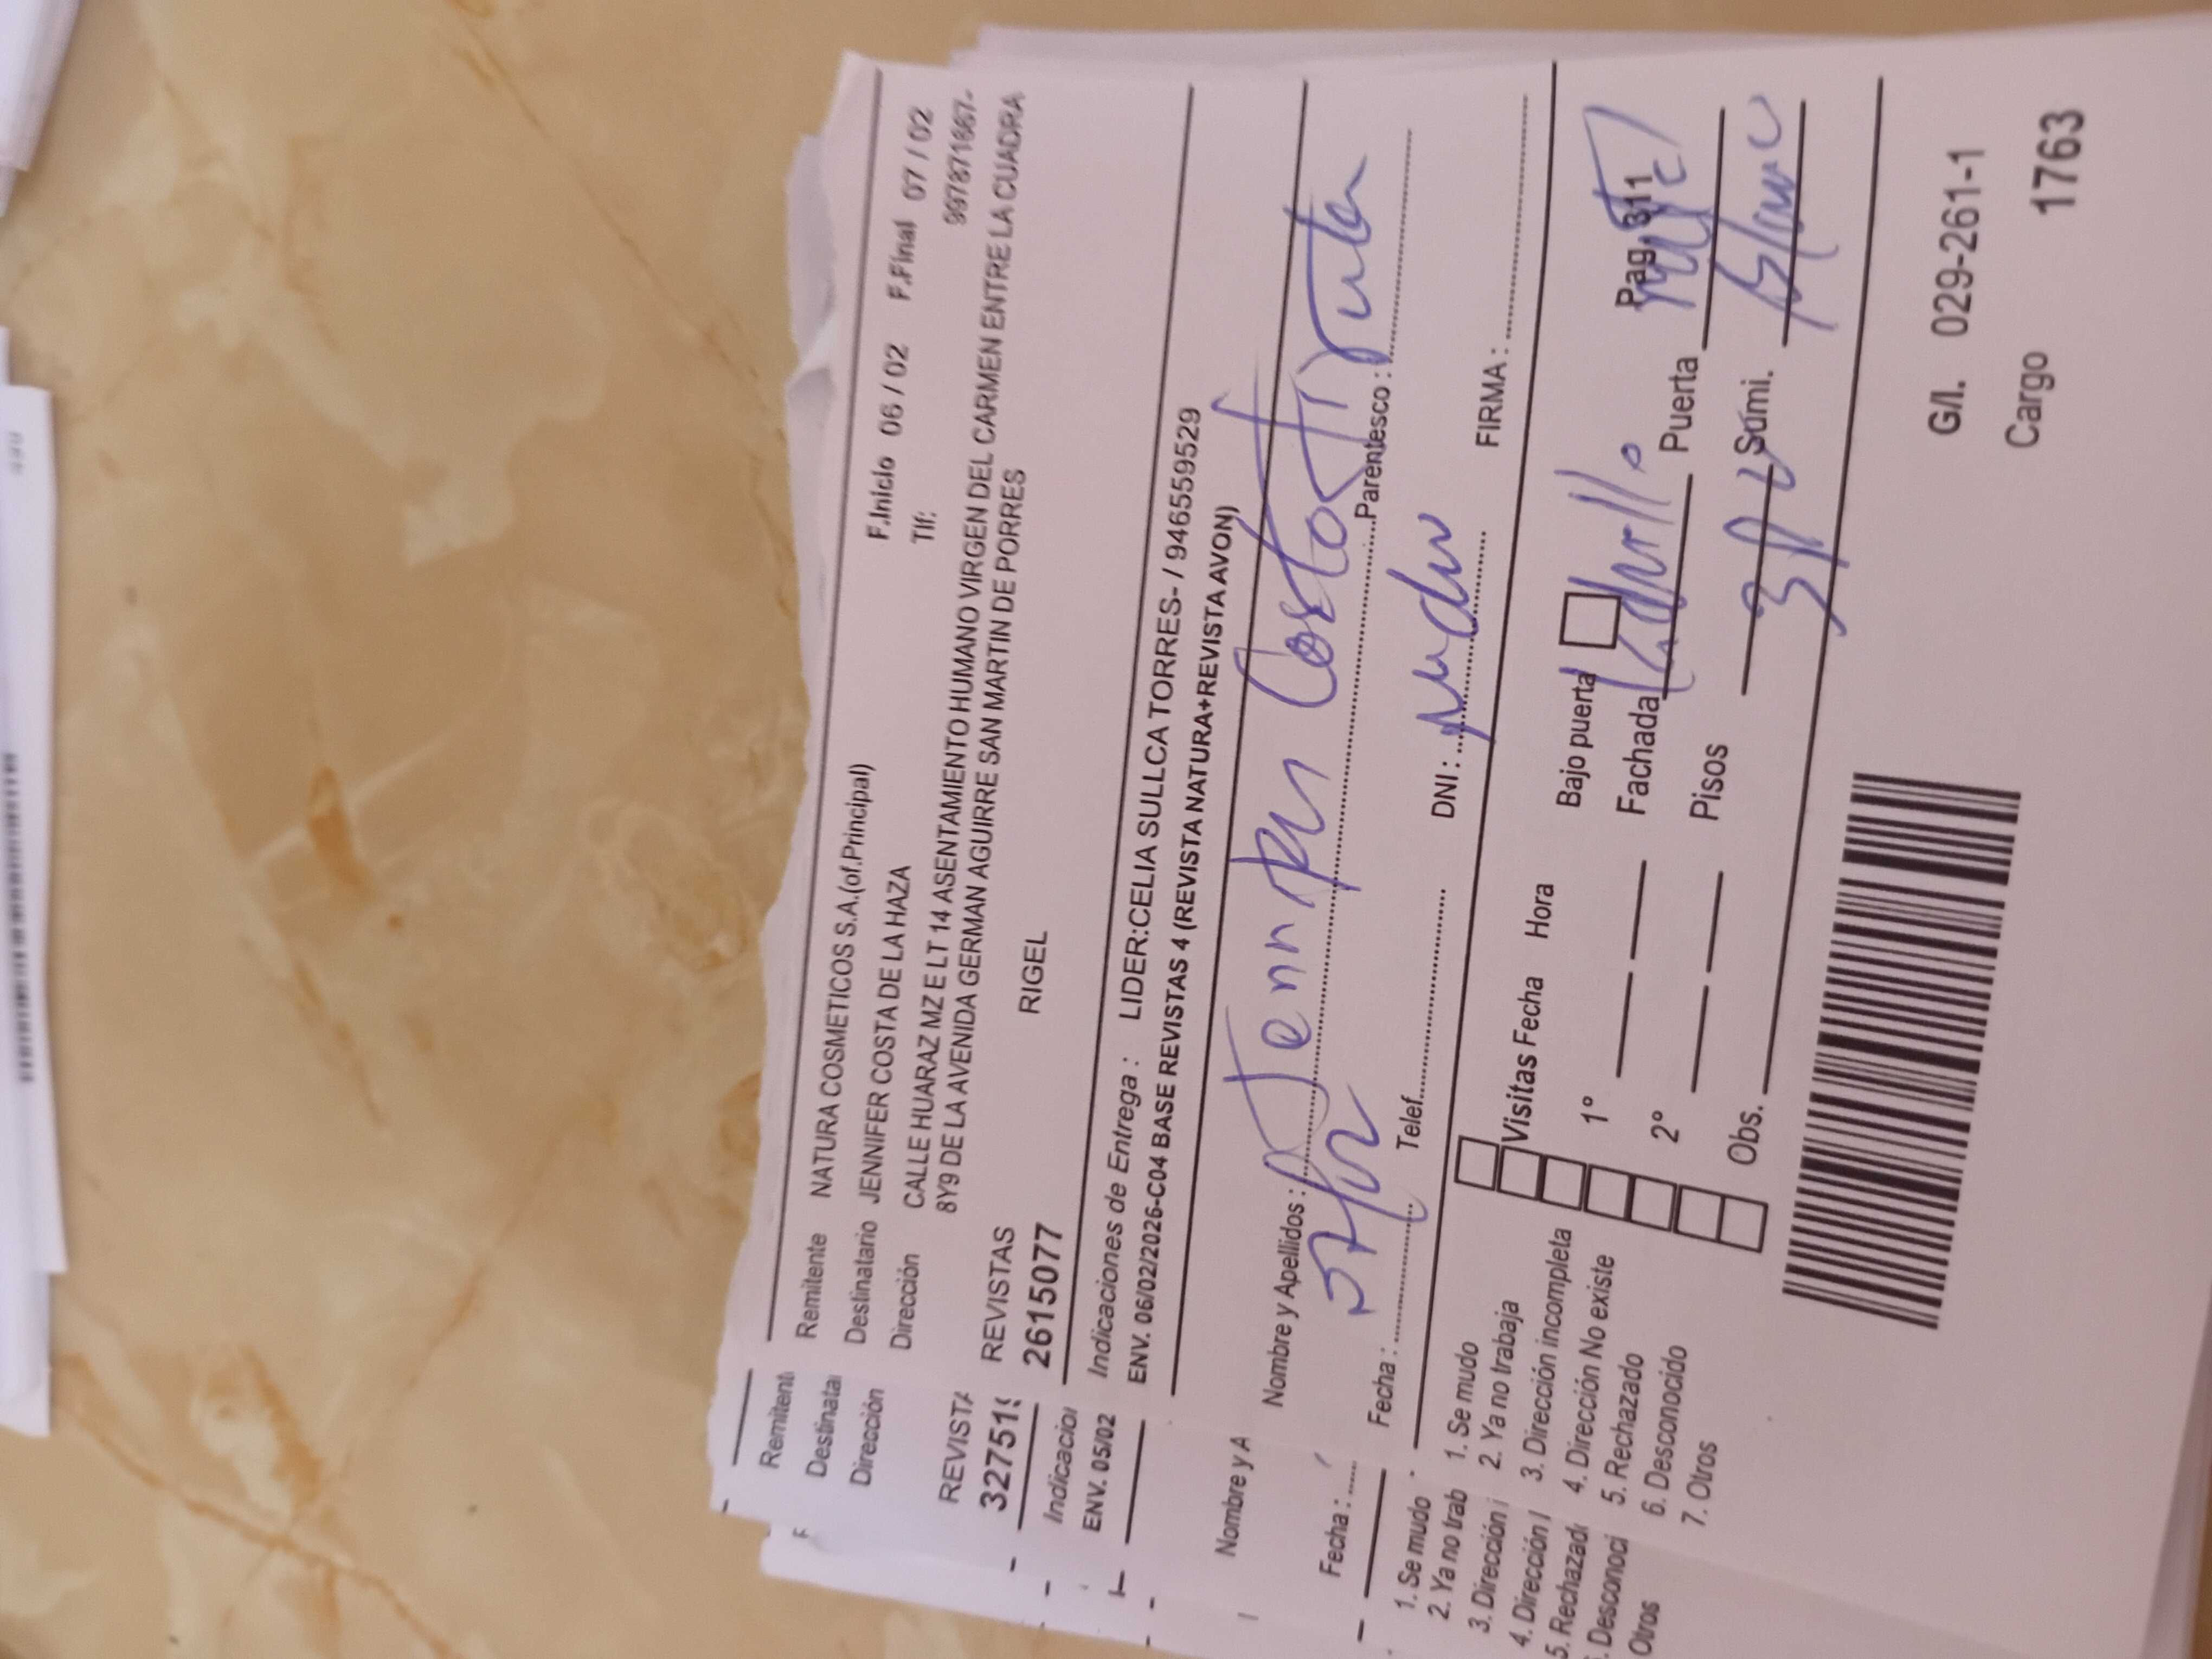 F.Inicio 06 / 02 F.Final 07 / 02
Remitente NATURA COSMETICOS S.A.(of.Principal)
Destinatario JENNIFER COSTA DE LA HAZA Tlf:
Dirección CALLE HUARAZ MZ E LT 14 ASENTAMIENTO HUMANO VIRGEN DEL CARMEN ENTRE LA CUADRA
8Y9 DE LA AVENIDA GERMAN AGUIRRE SAN MARTIN DE PORRES
REVISTAS RIGEL
2615077
Indicaciones de Entrega : LIDER:CELIA SULLCA TORRES- / 946559529
ENV. 06/02/2026-C04 BASE REVISTAS 4 (REVISTA NATURA+REVISTA AVON)
Nombre y Apellidos : Jennifer Costa
Parentesco : Titular
Fecha : Telef. DNI : FIRMA :
1. Se mudo
2. Ya no trabaja
3. Dirección incompleta
4. Dirección No existe
5. Rechazado
6. Desconocido
7. Otros
Visitas Fecha Hora
1°
2°
Obs.
Bajo puerta Pag. 311
Fachada Puerta
Pisos Súmi. Blanco
G/I. 029-261-1
Cargo 1763
Remitent
Destinata
Dirección
REVISTA
327519
Indicacion
ENV. 05/02
Nombre y A
Fecha :
1. Se mudo
2. Ya no trab
3. Dirección i
4. Dirección
5. Rechazad
Desconoci
Otros